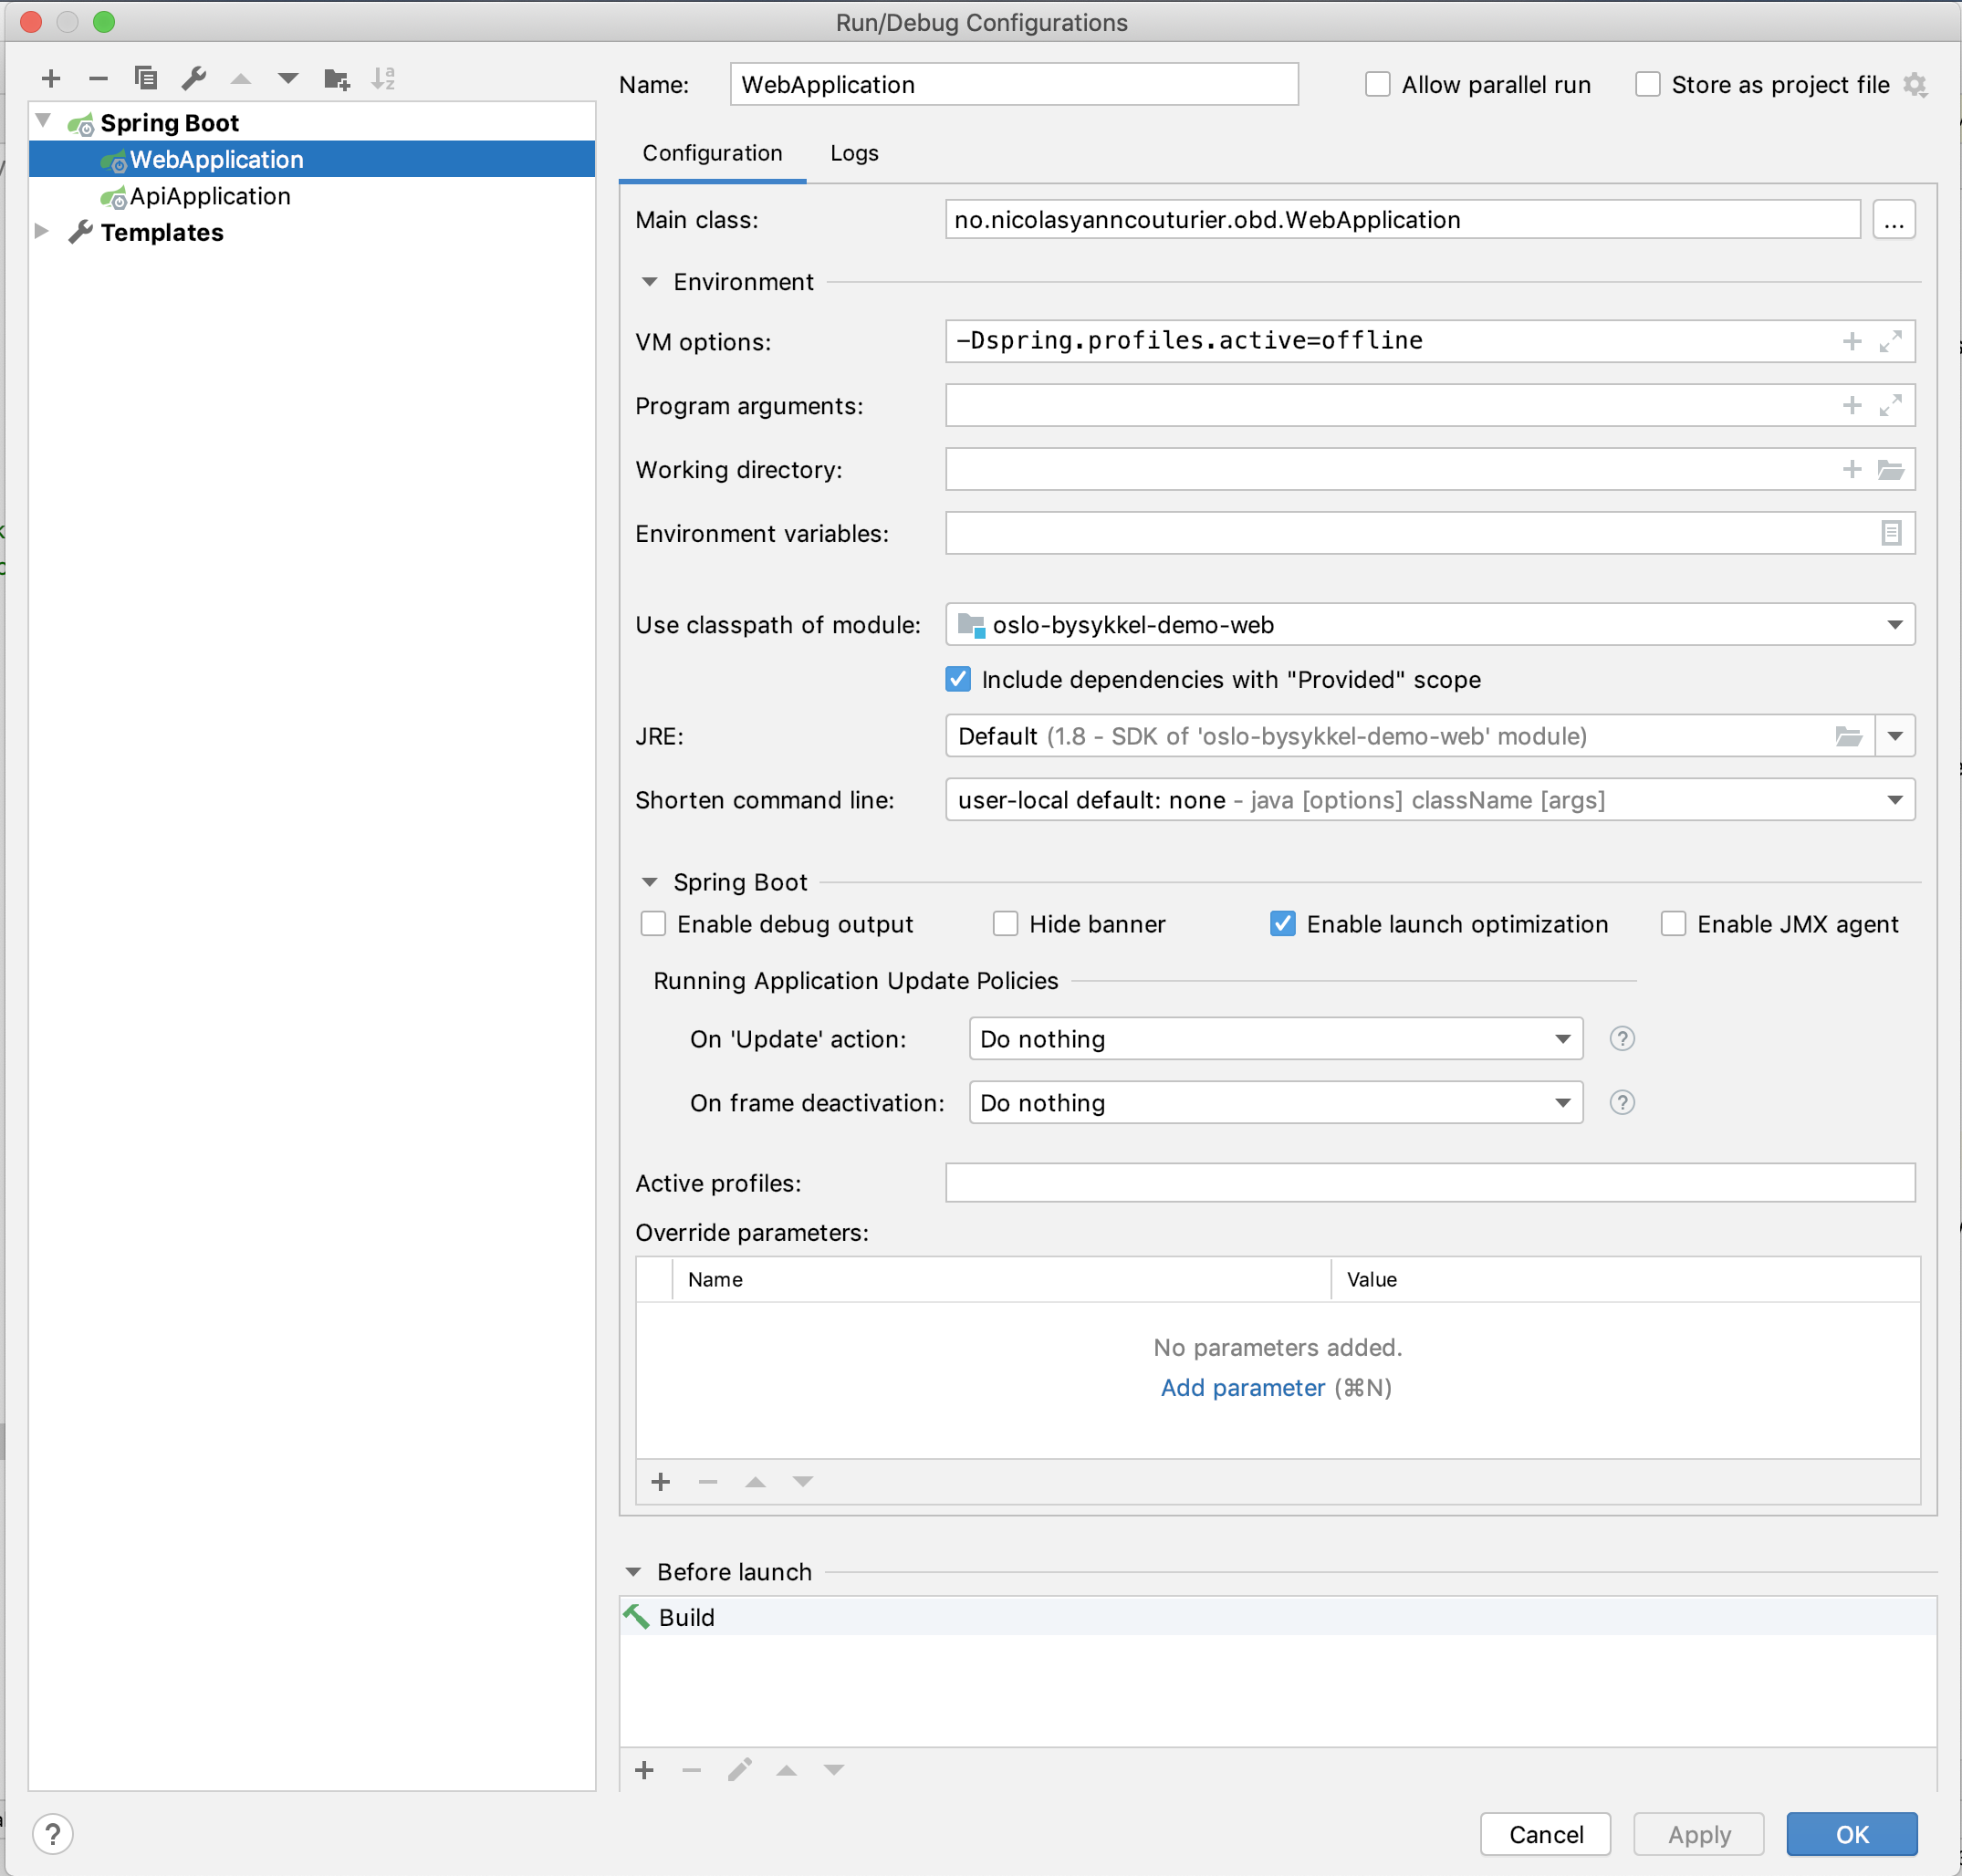 Run/Debug Configurations
Name: WebApplication Allow parallel run Store as project file
Spring Boot
WebApplication
ApiApplication
Templates
Configuration Logs
Main class: no.nicolasyanncouturier.obd.WebApplication ...
Environment
VM options: -Dspring.profiles.active=offline
Program arguments:
Working directory:
Environment variables:
Use classpath of module: oslo-bysykkel-demo-web
Include dependencies with "Provided" scope
JRE: Default (1.8 - SDK of 'oslo-bysykkel-demo-web' module)
Shorten command line: user-local default: none - java [options] className [args]
Spring Boot
Enable debug output Hide banner Enable launch optimization Enable JMX agent
Running Application Update Policies
On 'Update' action: Do nothing ?
On frame deactivation: Do nothing ?
Active profiles:
Override parameters:
Name Value
No parameters added.
Add parameter (⌘N)
Before launch
Build
? Cancel Apply OK